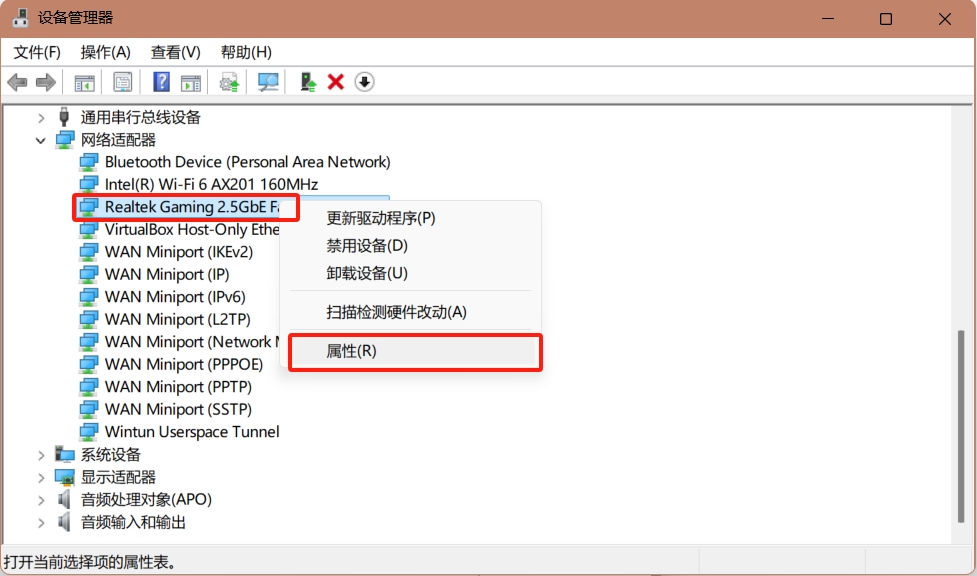 设备管理器
文件(F) 操作(A) 查看(V) 帮助(H)
通用串行总线设备
网络适配器
Bluetooth Device (Personal Area Network)
Intel(R) Wi-Fi 6 AX201 160MHz
Realtek Gaming 2.5GbE
VirtualBox Host-Only
WAN Miniport (IKEv2)
WAN Miniport (IP)
WAN Miniport (IPv6)
WAN Miniport (L2TP)
WAN Miniport (Network
WAN Miniport (PPPOE)
WAN Miniport (PPTP)
WAN Miniport (SSTP)
Wintun Userspace Tunnel
系统设备
显示适配器
音频处理对象(APO)
音频输入和输出
更新驱动程序(P)
禁用设备(D)
卸载设备(U)
扫描检测硬件改动(A)
属性(R)
打开当前选择项的属性表。